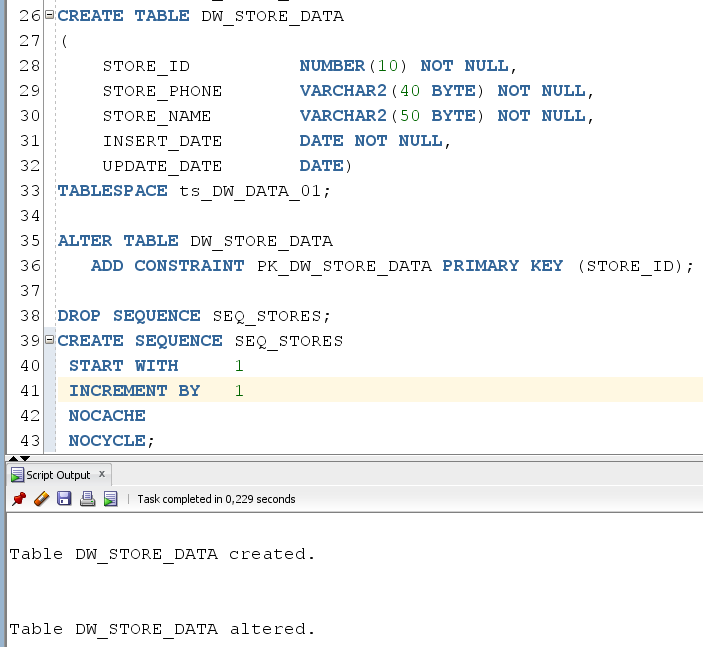 26 CREATE TABLE DW_STORE_DATA
27 (
28 STORE_ID NUMBER(10) NOT NULL,
29 STORE_PHONE VARCHAR2(40 BYTE) NOT NULL,
30 STORE_NAME VARCHAR2(50 BYTE) NOT NULL,
31 INSERT_DATE DATE NOT NULL,
32 UPDATE_DATE DATE)
33 TABLESPACE ts_DW_DATA_01;
34
35 ALTER TABLE DW_STORE_DATA
36 ADD CONSTRAINT PK_DW_STORE_DATA PRIMARY KEY (STORE_ID);
37
38 DROP SEQUENCE SEQ_STORES;
39 CREATE SEQUENCE SEQ_STORES
40 START WITH 1
41 INCREMENT BY 1
42 NOCACHE
43 NOCYCLE;
Script Output x
Task completed in 0,229 seconds
Table DW_STORE_DATA created.
Table DW_STORE_DATA altered.